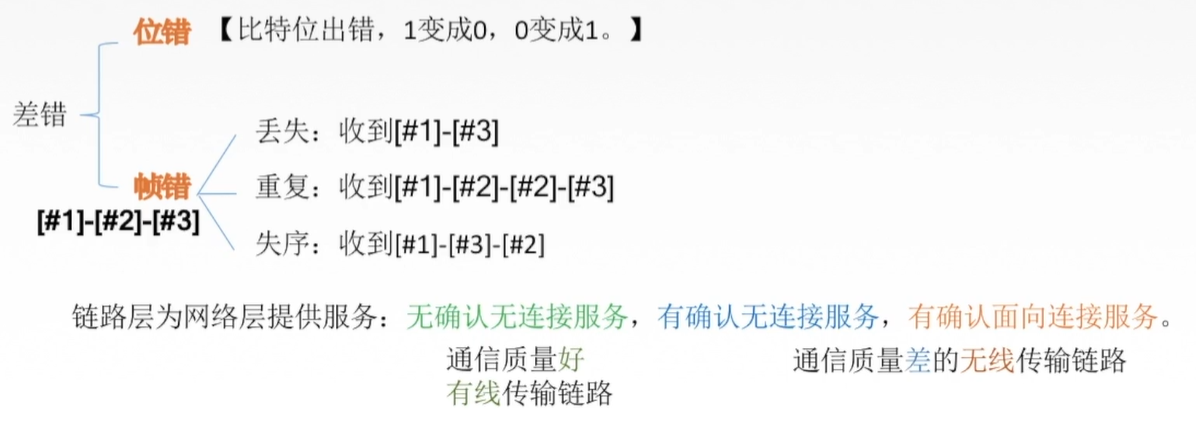 位错 【比特位出错，1变成0，0变成1。】
差错
丢失：收到[#1]-[#3]
帧错
重复：收到[#1]-[#2]-[#2]-[#3]
[#1]-[#2]-[#3]
失序：收到[#1]-[#3]-[#2]
链路层为网络层提供服务：无确认无连接服务，有确认无连接服务，有确认面向连接服务。
通信质量好
有线传输链路
通信质量差的无线传输链路